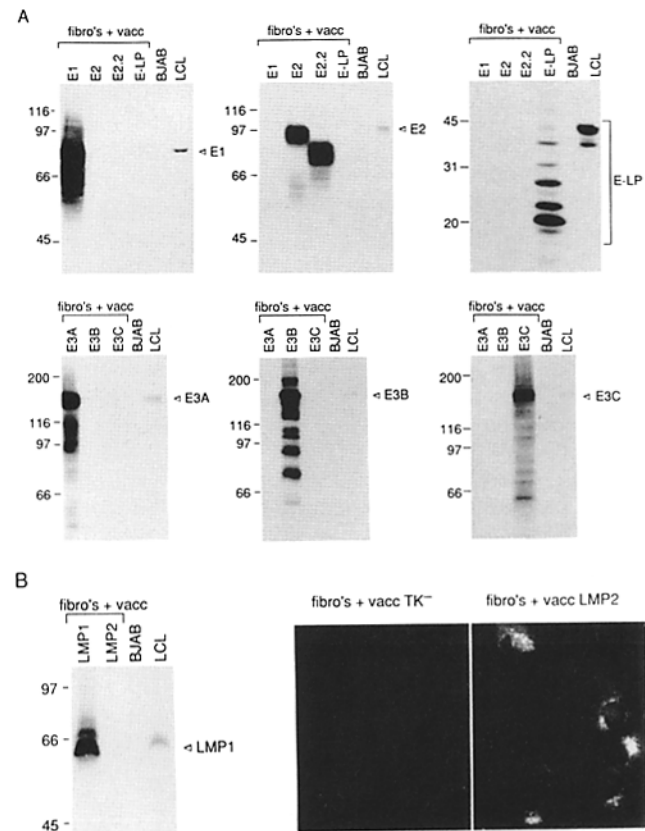 A
fibro's + vacc
E1 E2 E2.2 E-LP BJAB LCL
116
97
66
45
E1
fibro's + vacc
E1 E2 E2.2 E-LP BJAB LCL
116
97
66
45
E2
fibro's + vacc
E1 E2 E2.2 E-LP BJAB LCL
45
31
20
E-LP
fibro's + vacc
E3A E3B E3C BJAB LCL
200
116
97
66
E3A
fibro's + vacc
E3A E3B E3C BJAB LCL
200
116
97
66
E3B
fibro's + vacc
E3A E3B E3C BJAB LCL
200
116
97
66
E3C
B
fibro's + vacc
LMP1 LMP2 BJAB LCL
97
66
45
LMP1
fibro's + vacc TK⁻
fibro's + vacc LMP2